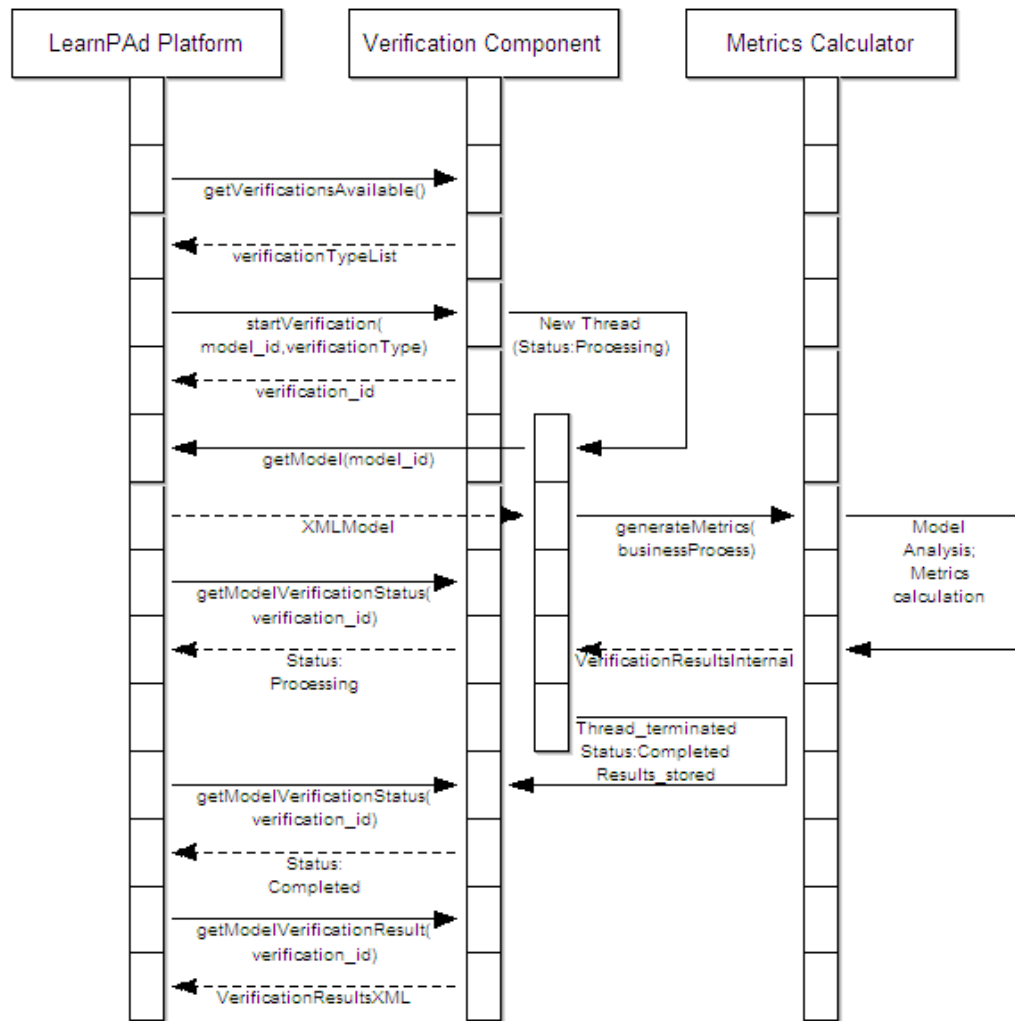 LearnPAd Platform
Verification Component
Metrics Calculator
getVerificationsAvailable()
verificationTypeList
startVerification(
model_id,verificationType)
New Thread
(Status:Processing)
verification_id
getModel(model_id)
XMLModel
generateMetrics(
businessProcess)
Model
Analysis;
Metrics
calculation
getModelVerificationStatus(
verification_id)
Status:
Processing
VerificationResultsInternal
Thread_terminated
Status:Completed
Results_stored
getModelVerificationStatus(
verification_id)
Status:
Completed
getModelVerificationResult(
verification_id)
VerificationResultsXML